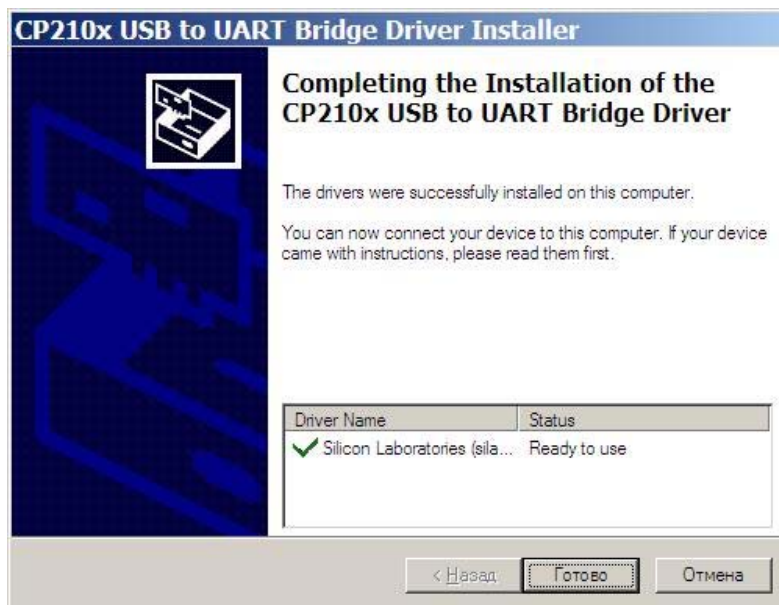 CP210x USB to UART Bridge Driver Installer
Completing the Installation of the
CP210x USB to UART Bridge Driver
The drivers were successfully installed on this computer.
You can now connect your device to this computer. If your device
came with instructions, please read them first.
Driver Name Status
Silicon Laboratories (sila... Ready to use
< Назад Готово Отмена